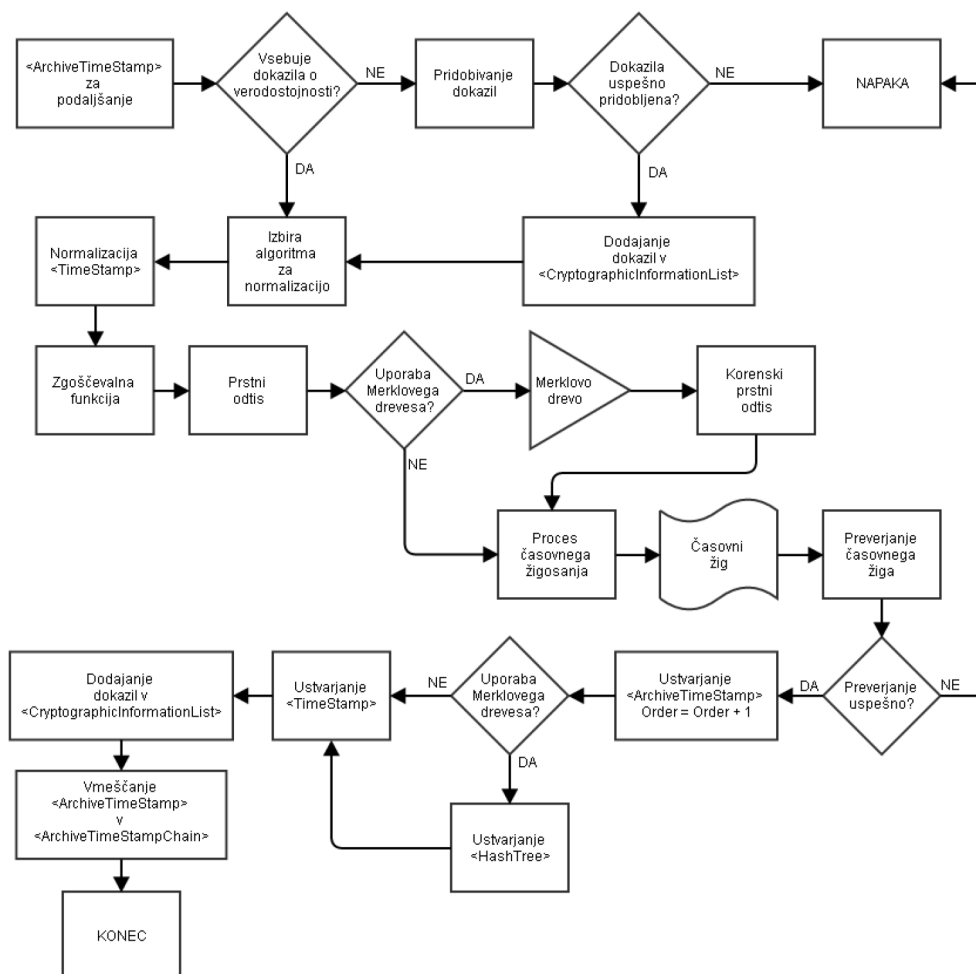 <ArchiveTimeStamp>
za
podaljšanje
Vsebuje
dokazila o
verodostojnosti?
NE
Pridobivanje
dokazil
Dokazila
uspešno
pridobljena?
NE
NAPAKA
DA
DA
Normalizacija
<TimeStamp>
Izbira
algoritma
za
normalizacijo
Dodajanje
dokazil v
<CryptographicInformationList>
Zgoščevalna
funkcija
Prstni
odtis
Uporaba
Merklovega
drevesa?
DA
Merklovo
drevo
Korenski
prstni
odtis
NE
Proces
časovnega
žigosanja
Časovni
žig
Preverjanje
časovnega
žiga
Dodajanje
dokazil v
<CryptographicInformationList>
Ustvarjanje
<TimeStamp>
NE
Uporaba
Merklovega
drevesa?
Ustvarjanje
<ArchiveTimeStamp>
Order = Order + 1
DA
Preverjanje
uspešno?
NE
DA
Vmeščanje
<ArchiveTimeStamp>
v
<ArchiveTimeStampChain>
Ustvarjanje
<HashTree>
KONEC